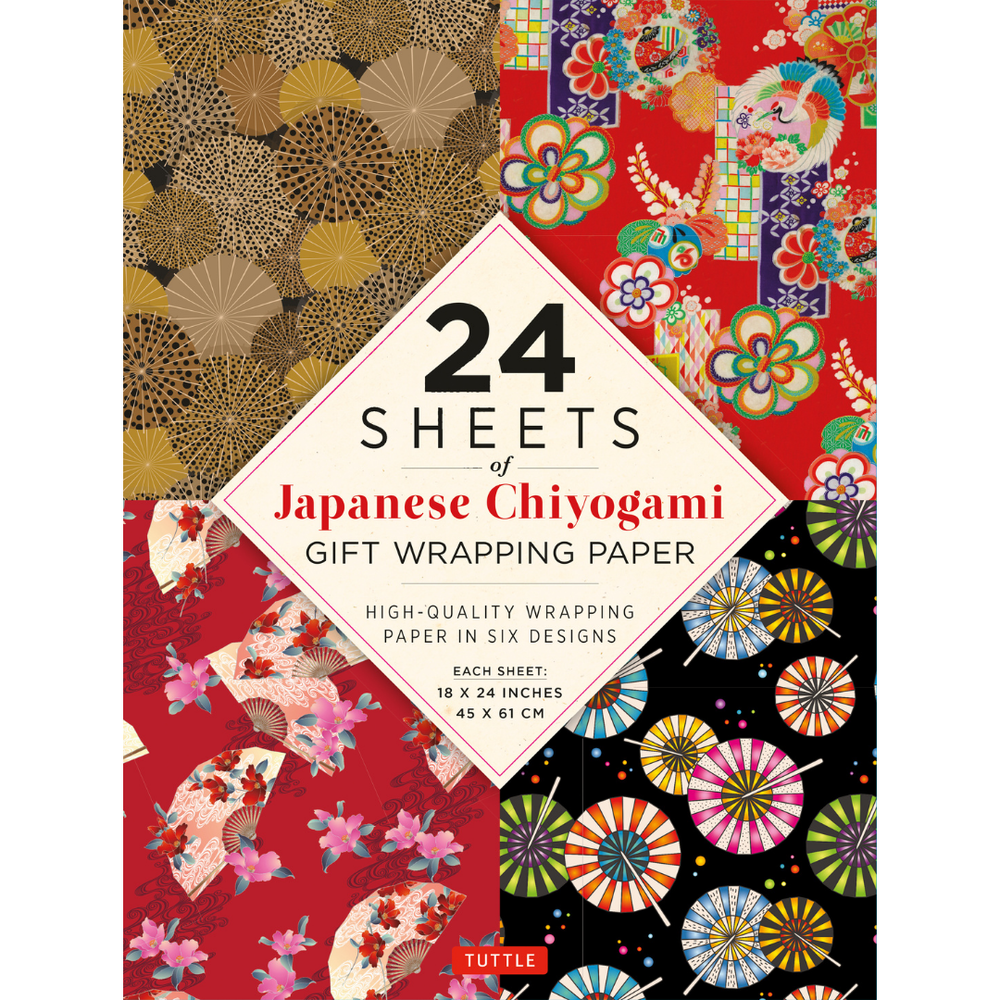 24
SHEETS
of
Japanese Chiyogami
GIFT WRAPPING PAPER
HIGH-QUALITY WRAPPING
PAPER IN SIX DESIGNS
EACH SHEET:
18 X 24 INCHES
45 X 61 CM
TUTTLE